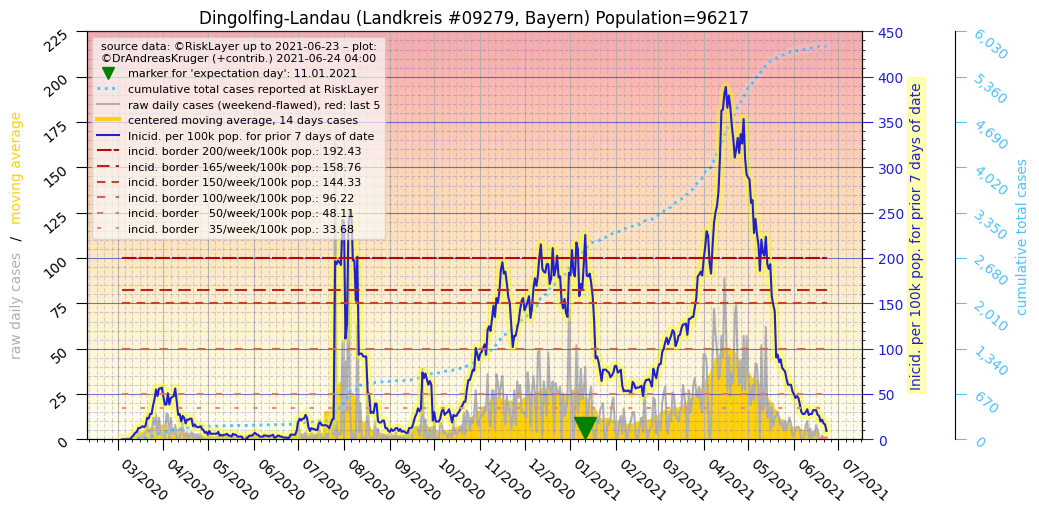 Dingolfing-Landau (Landkreis #09279, Bayern) Population=96217
source data: ©RiskLayer up to 2021-06-23 – plot:
©DrAndreasKruger (+contrib.) 2021-06-24 04:00
marker for 'expectation day': 11.01.2021
cumulative total cases reported at RiskLayer
raw daily cases (weekend-flawed), red: last 5
centered moving average, 14 days cases
Inicid. per 100k pop. for prior 7 days of date
incid. border 200/week/100k pop.: 192.43
incid. border 165/week/100k pop.: 158.76
incid. border 150/week/100k pop.: 144.33
incid. border 100/week/100k pop.: 96.22
incid. border 50/week/100k pop.: 48.11
incid. border 35/week/100k pop.: 33.68
raw daily cases / moving average
225
200
175
150
125
100
75
50
25
0
03/2020
04/2020
05/2020
06/2020
07/2020
08/2020
09/2020
10/2020
11/2020
12/2020
01/2021
02/2021
03/2021
04/2021
05/2021
06/2021
07/2021
450
400
350
300
250
200
150
100
50
0
Inicid. per 100k pop. for prior 7 days of date
6,030
5,360
4,690
4,020
3,350
2,680
2,010
1,340
670
0
cumulative total cases